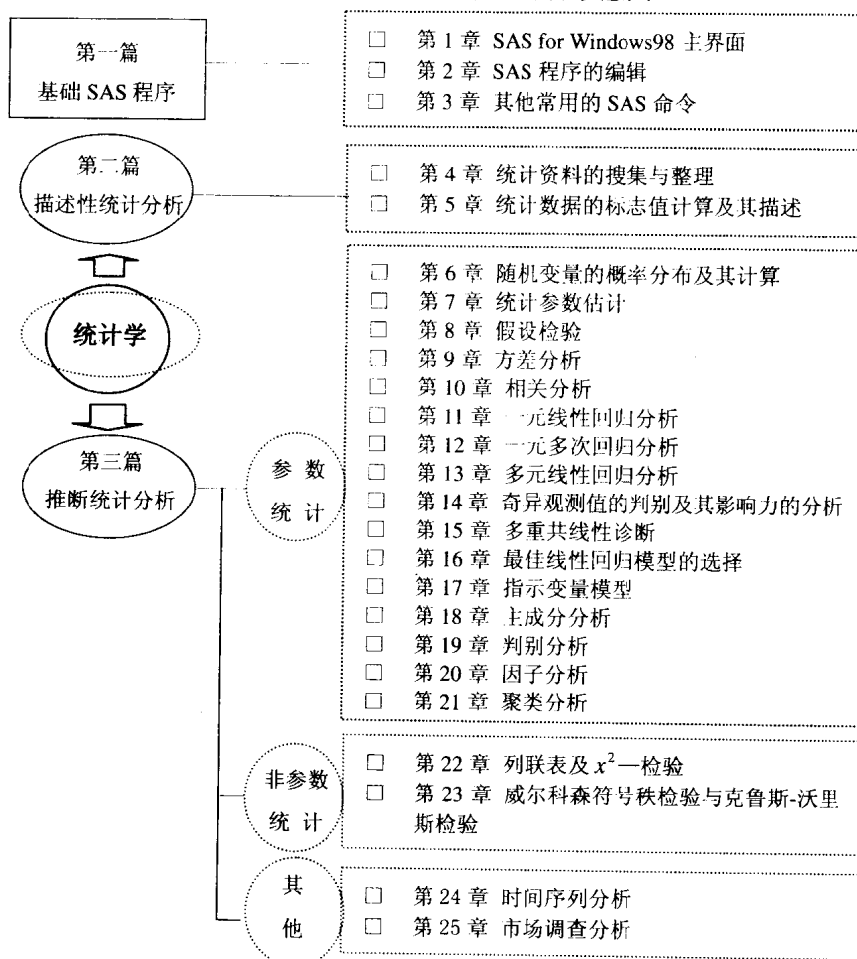 第一篇
基础 SAS 程序
□ 第 1 章 SAS for Windows98 主界面
□ 第 2 章 SAS 程序的编辑
□ 第 3 章 其他常用的 SAS 命令
第二篇
描述性统计分析
□ 第 4 章 统计资料的搜集与整理
□ 第 5 章 统计数据的标志值计算及其描述
统计学
第三篇
推断统计分析
参 数
统 计
□ 第 6 章 随机变量的概率分布及其计算
□ 第 7 章 统计参数估计
□ 第 8 章 假设检验
□ 第 9 章 方差分析
□ 第 10 章 相关分析
□ 第 11 章 一元线性回归分析
□ 第 12 章 一元多次回归分析
□ 第 13 章 多元线性回归分析
□ 第 14 章 奇异观测值的判别及其影响力的分析
□ 第 15 章 多重共线性诊断
□ 第 16 章 最佳线性回归模型的选择
□ 第 17 章 指示变量模型
□ 第 18 章 主成分分析
□ 第 19 章 判别分析
□ 第 20 章 因子分析
□ 第 21 章 聚类分析
非参数
统 计
□ 第 22 章 列联表及 x²—检验
□ 第 23 章 威尔科森符号秩检验与克鲁斯-沃里
斯检验
其
他
□ 第 24 章 时间序列分析
□ 第 25 章 市场调查分析